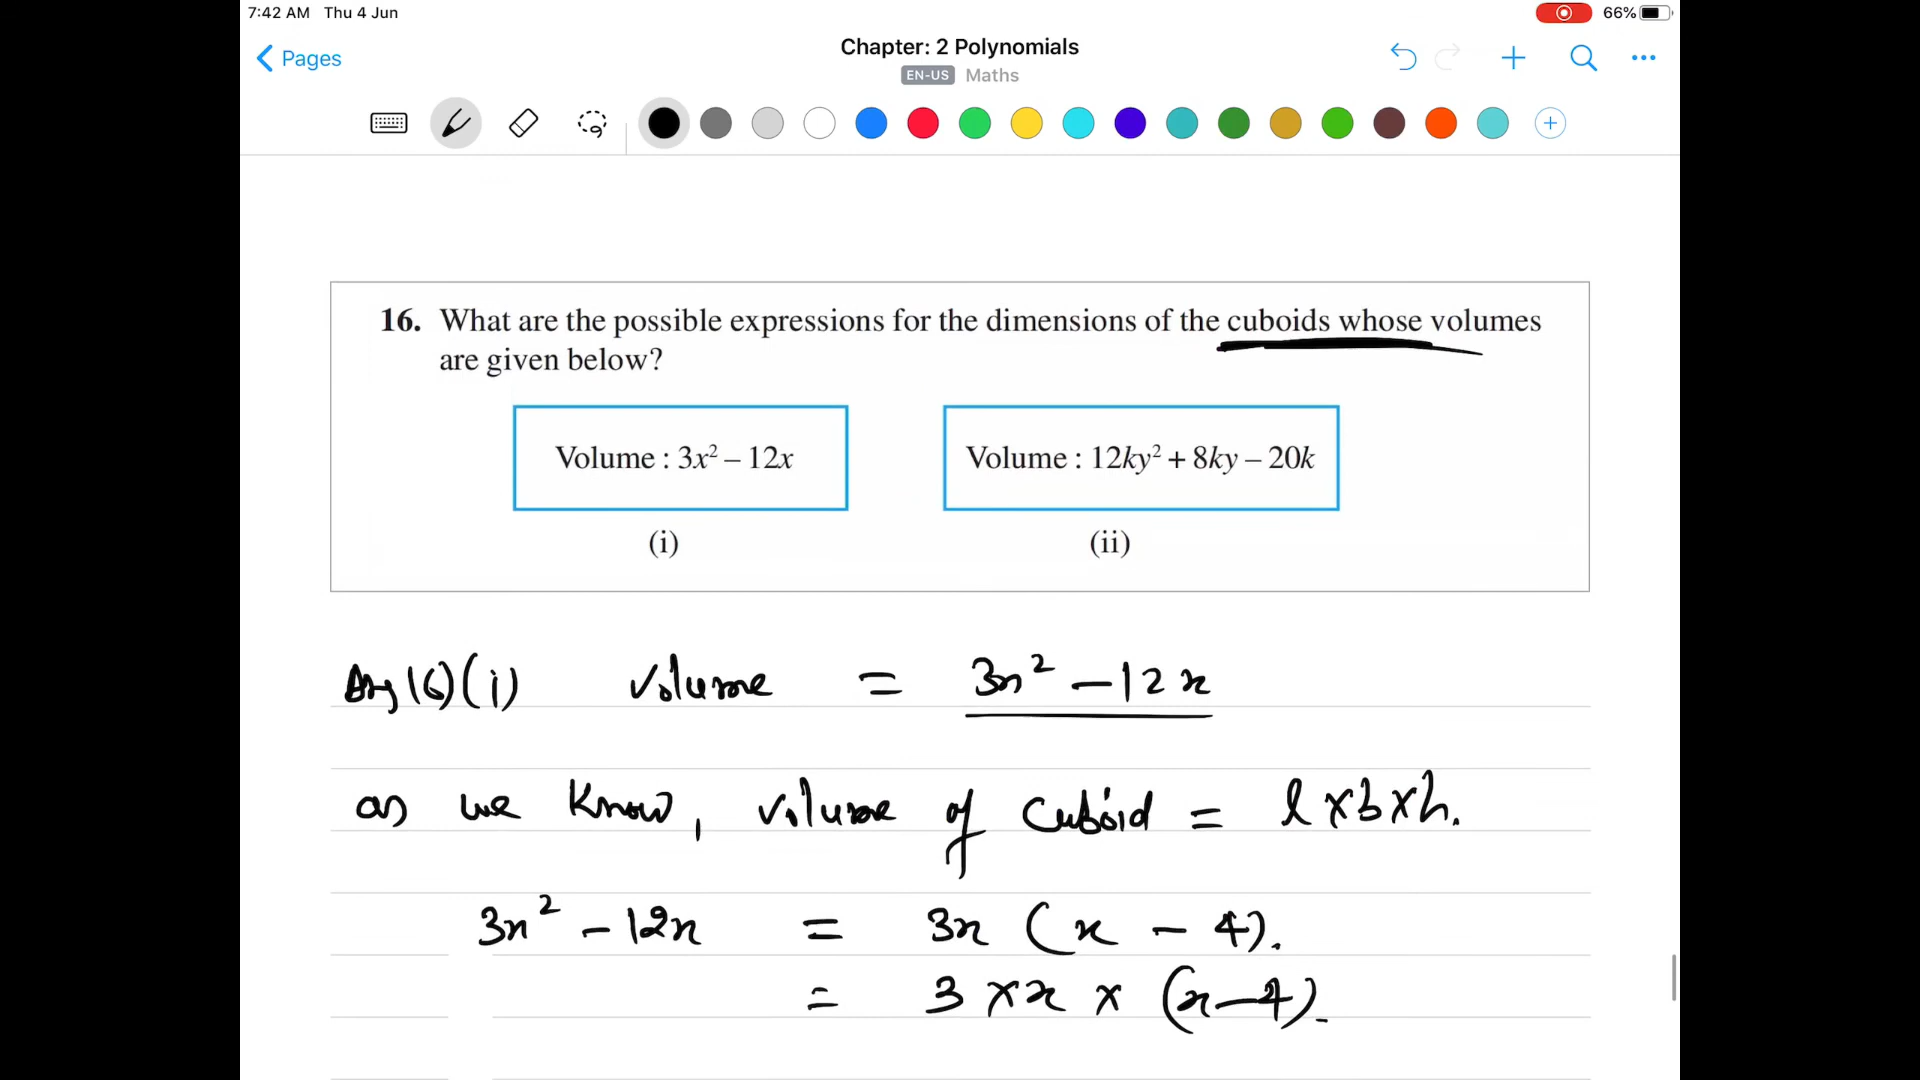 7:42 AM Thu 4 Jun
66%
Pages
Chapter: 2 Polynomials
EN-US Maths
16. What are the possible expressions for the dimensions of the cuboids whose volumes
are given below?
Volume : 3x² – 12x
Volume : 12ky² + 8ky – 20k
(i)
(ii)
Ans 16) (i) volume = 3x² – 12x
as we know, volume of cuboid = l × b × h.
3x² – 12x = 3x (x – 4).
= 3 × x × (x – 4).